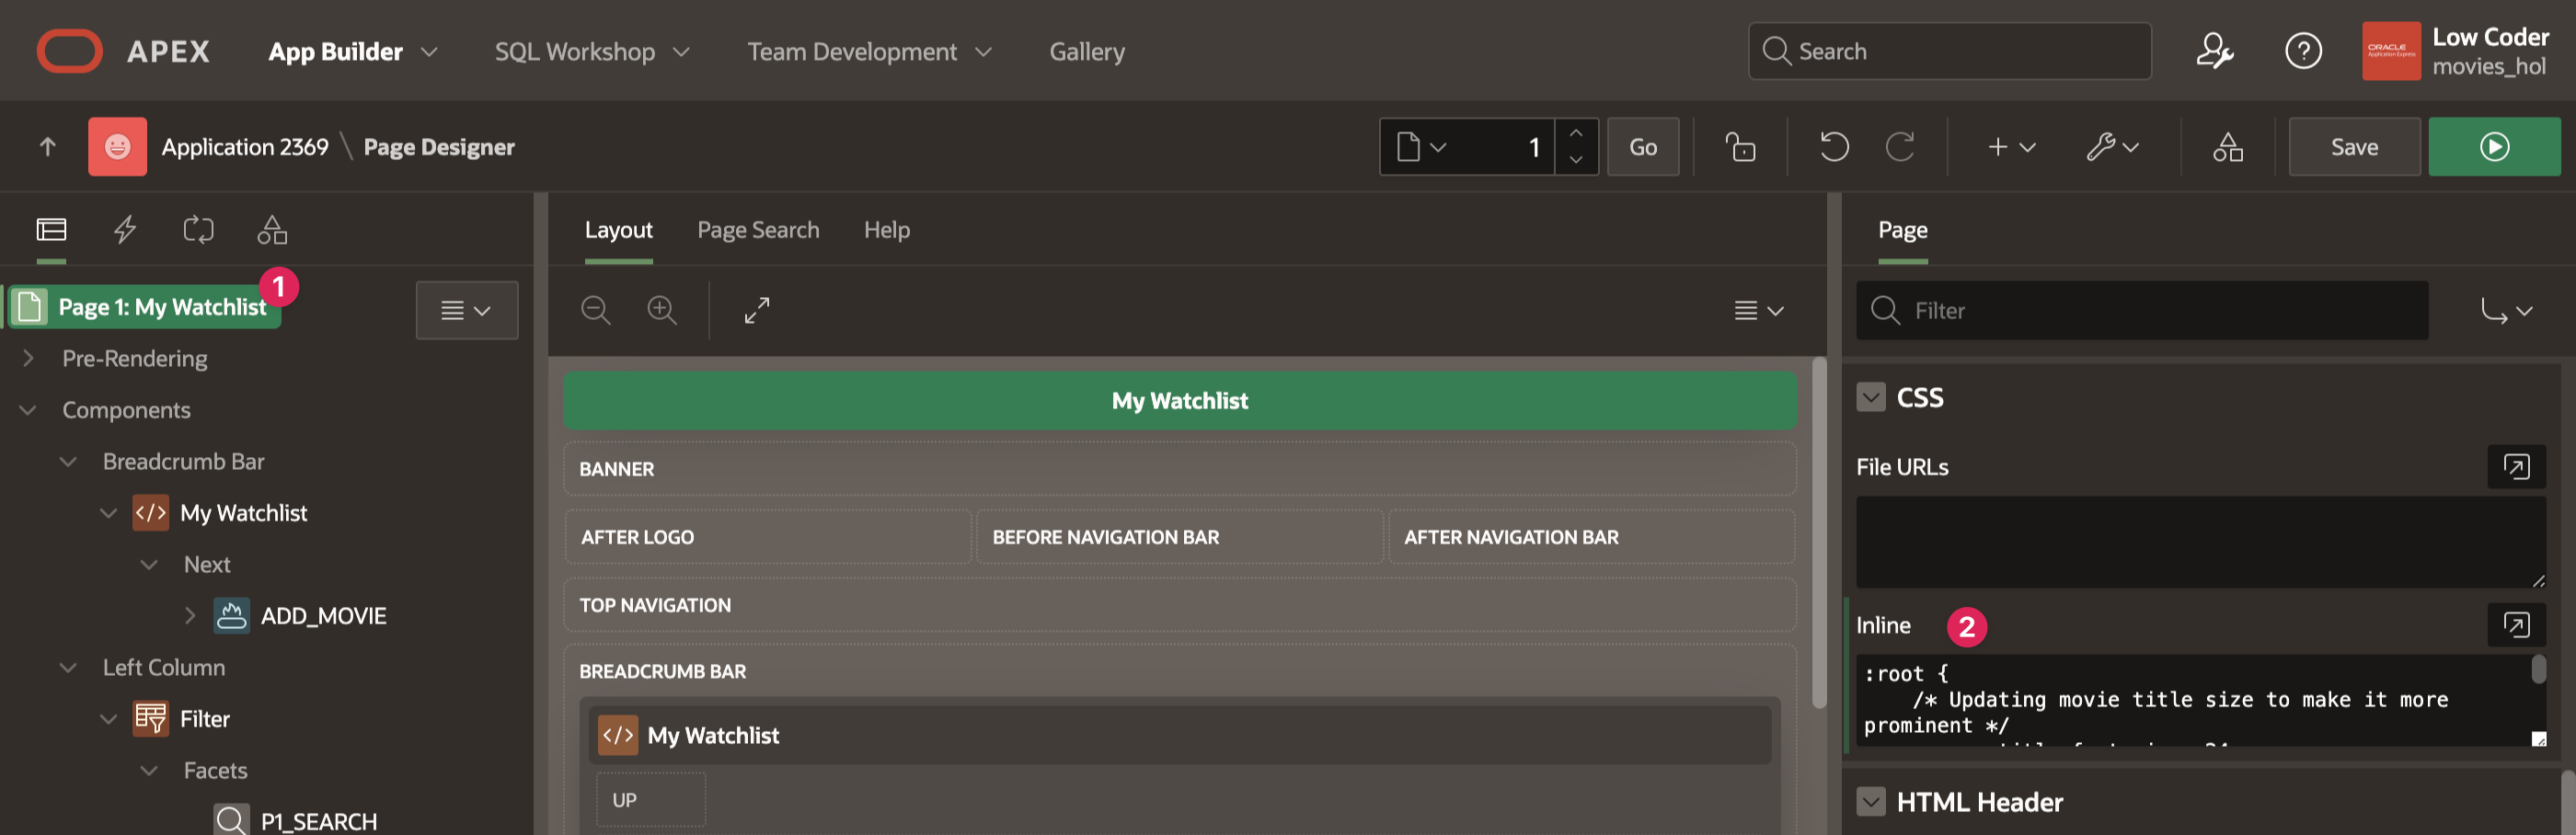 APEX App Builder SQL Workshop Team Development Gallery Search Low Coder
ORACLE movies_hol
Application Express
Application 2369 \ Page Designer 1 Go Save
Layout Page Search Help Page
Page 1: My Watchlist 1
Filter
Pre-Rendering
Components
Breadcrumb Bar
</> My Watchlist
Next
ADD_MOVIE
Left Column
Filter
Facets
P1_SEARCH
My Watchlist
BANNER
AFTER LOGO BEFORE NAVIGATION BAR AFTER NAVIGATION BAR
TOP NAVIGATION
BREADCRUMB BAR
</> My Watchlist
UP
CSS
File URLs
Inline 2
:root {
/* Updating movie title size to make it more
prominent */
HTML Header